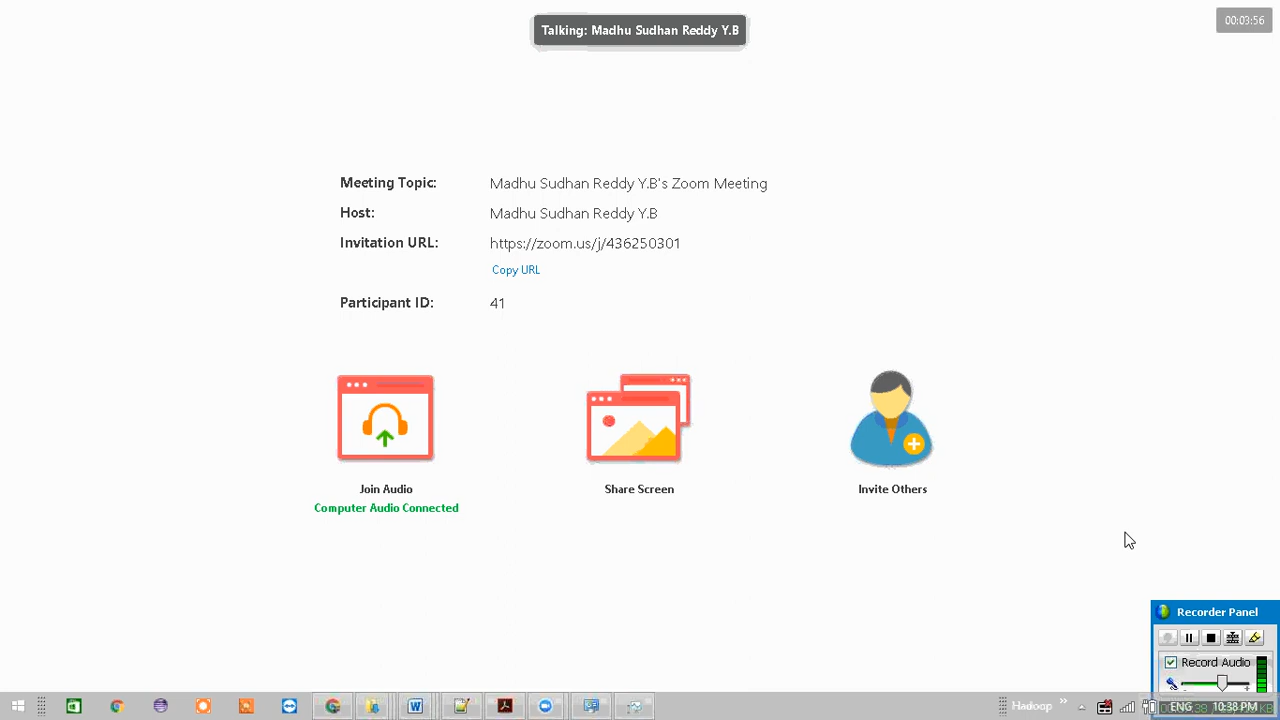 Talking: Madhu Sudhan Reddy Y.B
00:03:56
Meeting Topic: Madhu Sudhan Reddy Y.B's Zoom Meeting
Host: Madhu Sudhan Reddy Y.B
Invitation URL: https://zoom.us/j/436250301
Copy URL
Participant ID: 41
Join Audio
Computer Audio Connected
Share Screen
Invite Others
Recorder Panel
Record Audio
Hadoop
ENG
10:38 PM